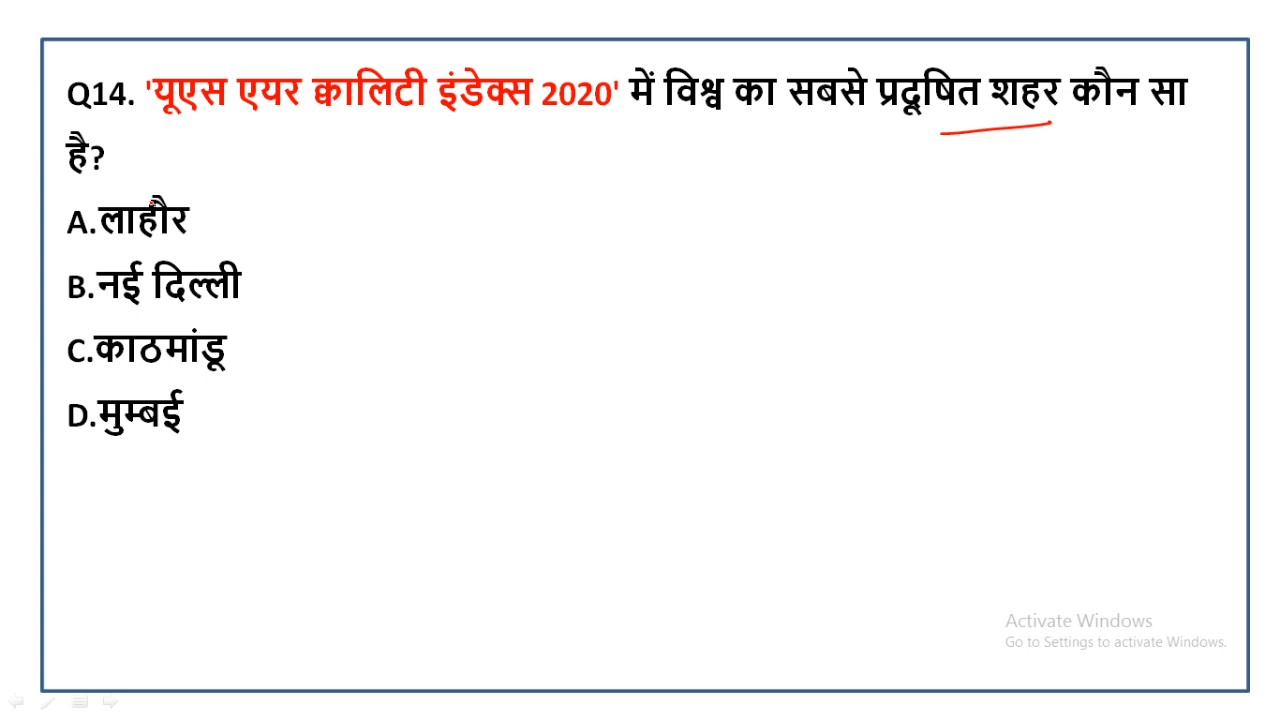 Q14. 'यूएस एयर क्वालिटी इंडेक्स 2020' में विश्व का सबसे प्रदूषित शहर कौन सा
है?
A.लाहौर
B.नई दिल्ली
C.काठमांडू
D.मुम्बई
Activate Windows
Go to Settings to activate Windows.